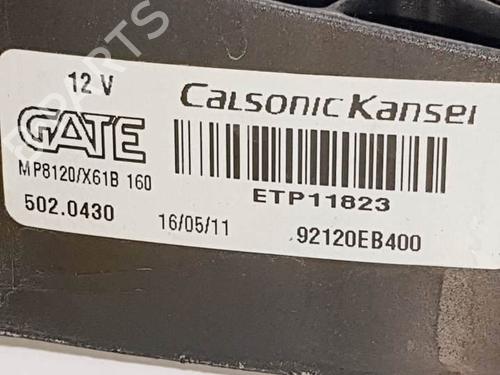 12 V
Calsonic Kansei
GATE
MP8120/X61B 160
ETP11823
502.0430
16/05/11
92120EB400